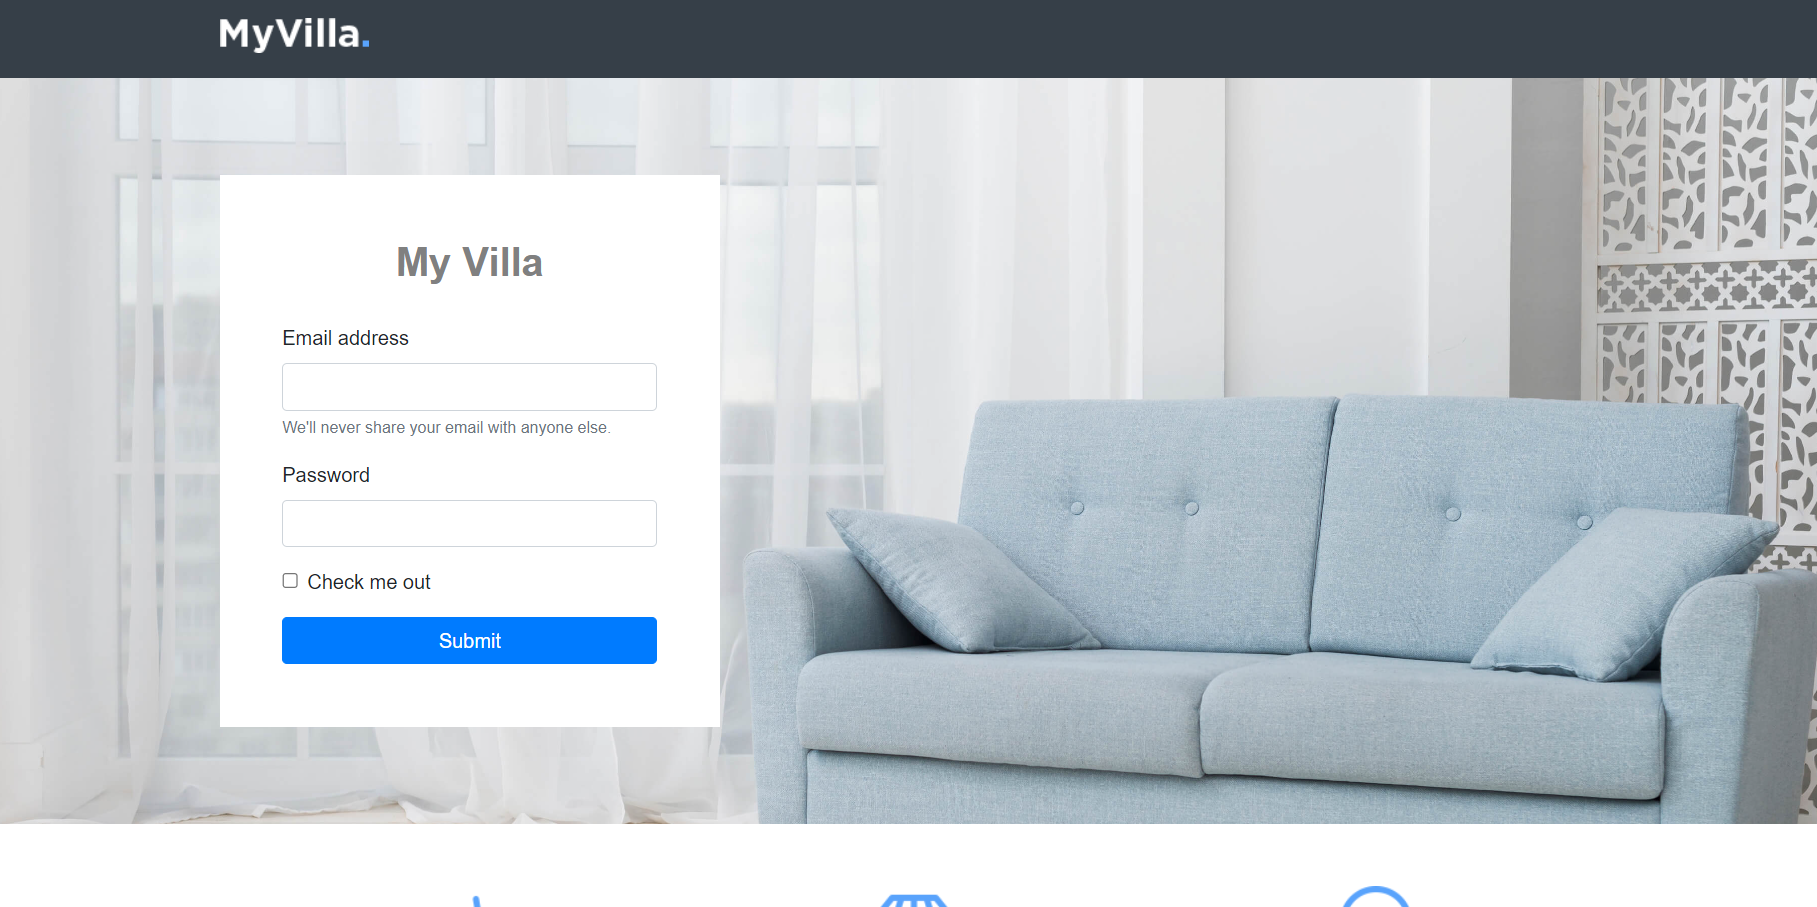 MyVilla.
My Villa
Email address
We'll never share your email with anyone else.
Password
Check me out
Submit